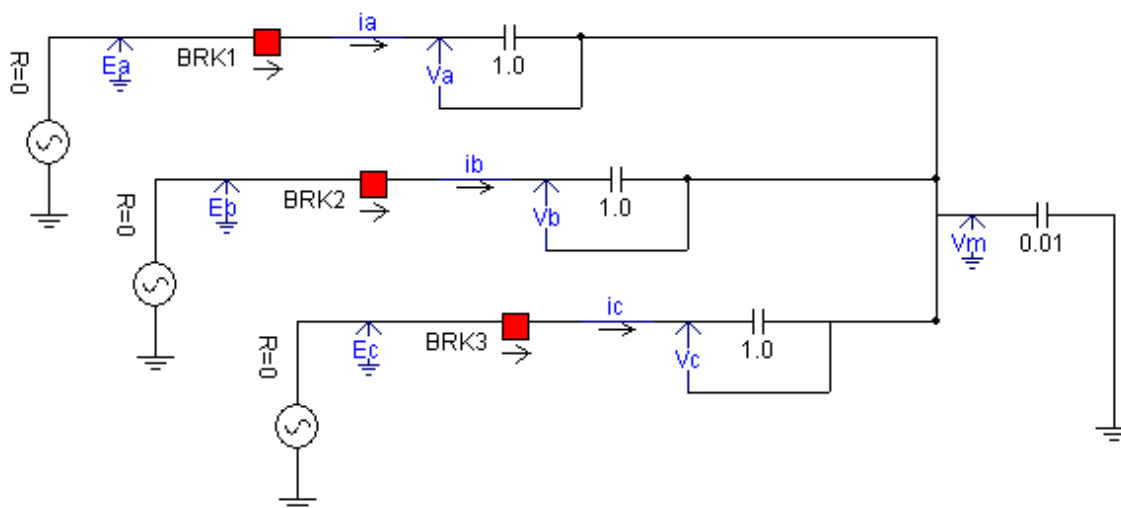 R=0
Ea
BRK1
ia
Va
1.0
R=0
Eb
BRK2
ib
Vb
1.0
Vm
0.01
R=0
Ec
BRK3
ic
Vc
1.0